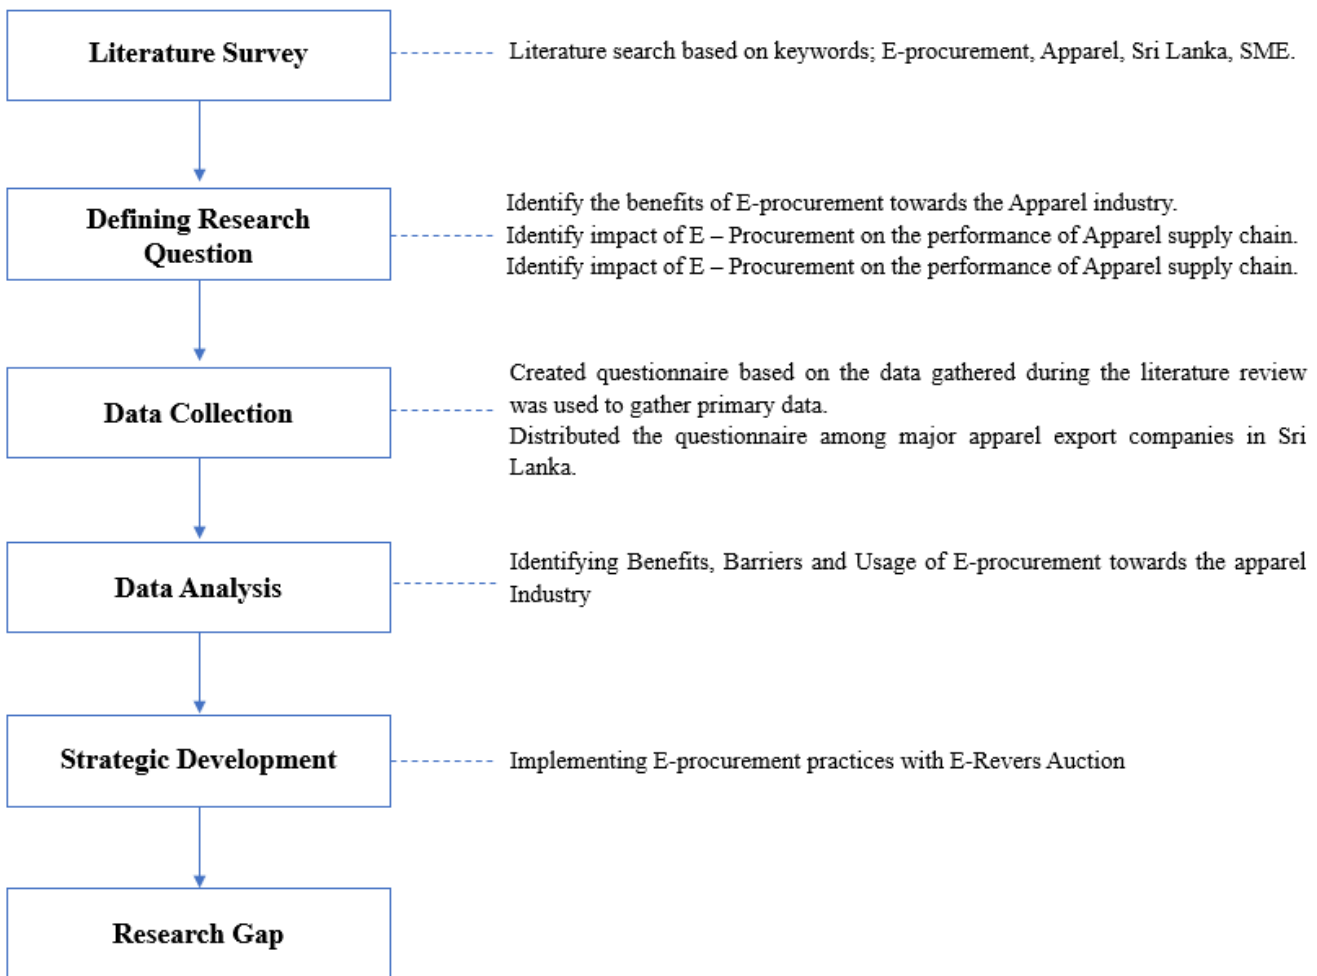 Literature Survey
Literature search based on keywords; E-procurement, Apparel, Sri Lanka, SME.
Defining Research
Question
Identify the benefits of E-procurement towards the Apparel industry.
Identify impact of E – Procurement on the performance of Apparel supply chain.
Identify impact of E – Procurement on the performance of Apparel supply chain.
Data Collection
Created questionnaire based on the data gathered during the literature review
was used to gather primary data.
Distributed the questionnaire among major apparel export companies in Sri
Lanka.
Data Analysis
Identifying Benefits, Barriers and Usage of E-procurement towards the apparel
Industry
Strategic Development
Implementing E-procurement practices with E-Revers Auction
Research Gap